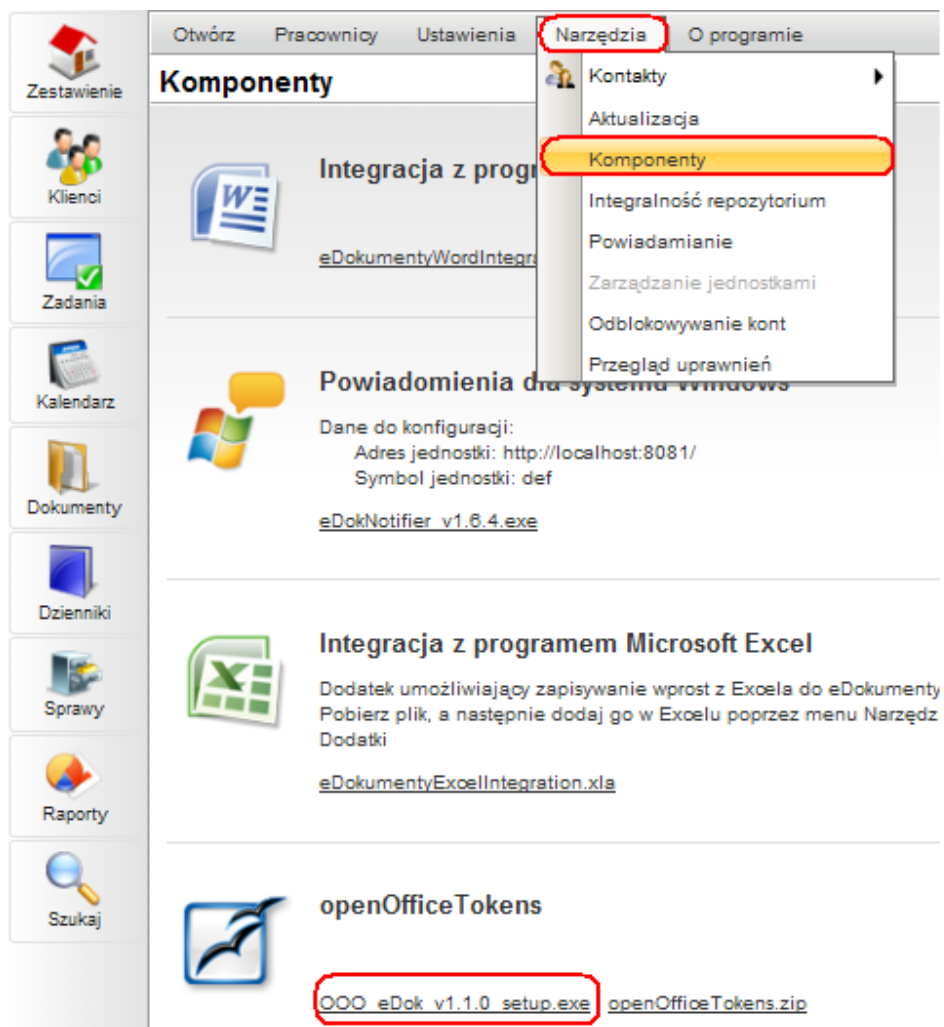 Otwórz Pracownicy Ustawienia Narzędzia O programie
Zestawienie
Klienci
Zadania
Kalendarz
Dokumenty
Dzienniki
Sprawy
Raporty
Szukaj
Komponenty
Kontakty
Aktualizacja
Komponenty
Integralność repozytorium
Powiadamianie
Zarządzanie jednostkami
Odblokowywanie kont
Przegląd uprawnień
Integracja z prog
eDokumentyWordIntegr
Powiadomienia dla systemu Windows
Dane do konfiguracji:
Adres jednostki: http://localhost:8081/
Symbol jednostki: def
eDokNotifier_v1.6.4.exe
Integracja z programem Microsoft Excel
Dodatek umożliwiający zapisywanie wprost z Excela do eDokumenty
Pobierz plik, a następnie dodaj go w Excelu poprzez menu Narzędz
Dodatki
eDokumentyExcelIntegration.xla
openOfficeTokens
OOO_eDok_v1.1.0_setup.exe openOfficeTokens.zip